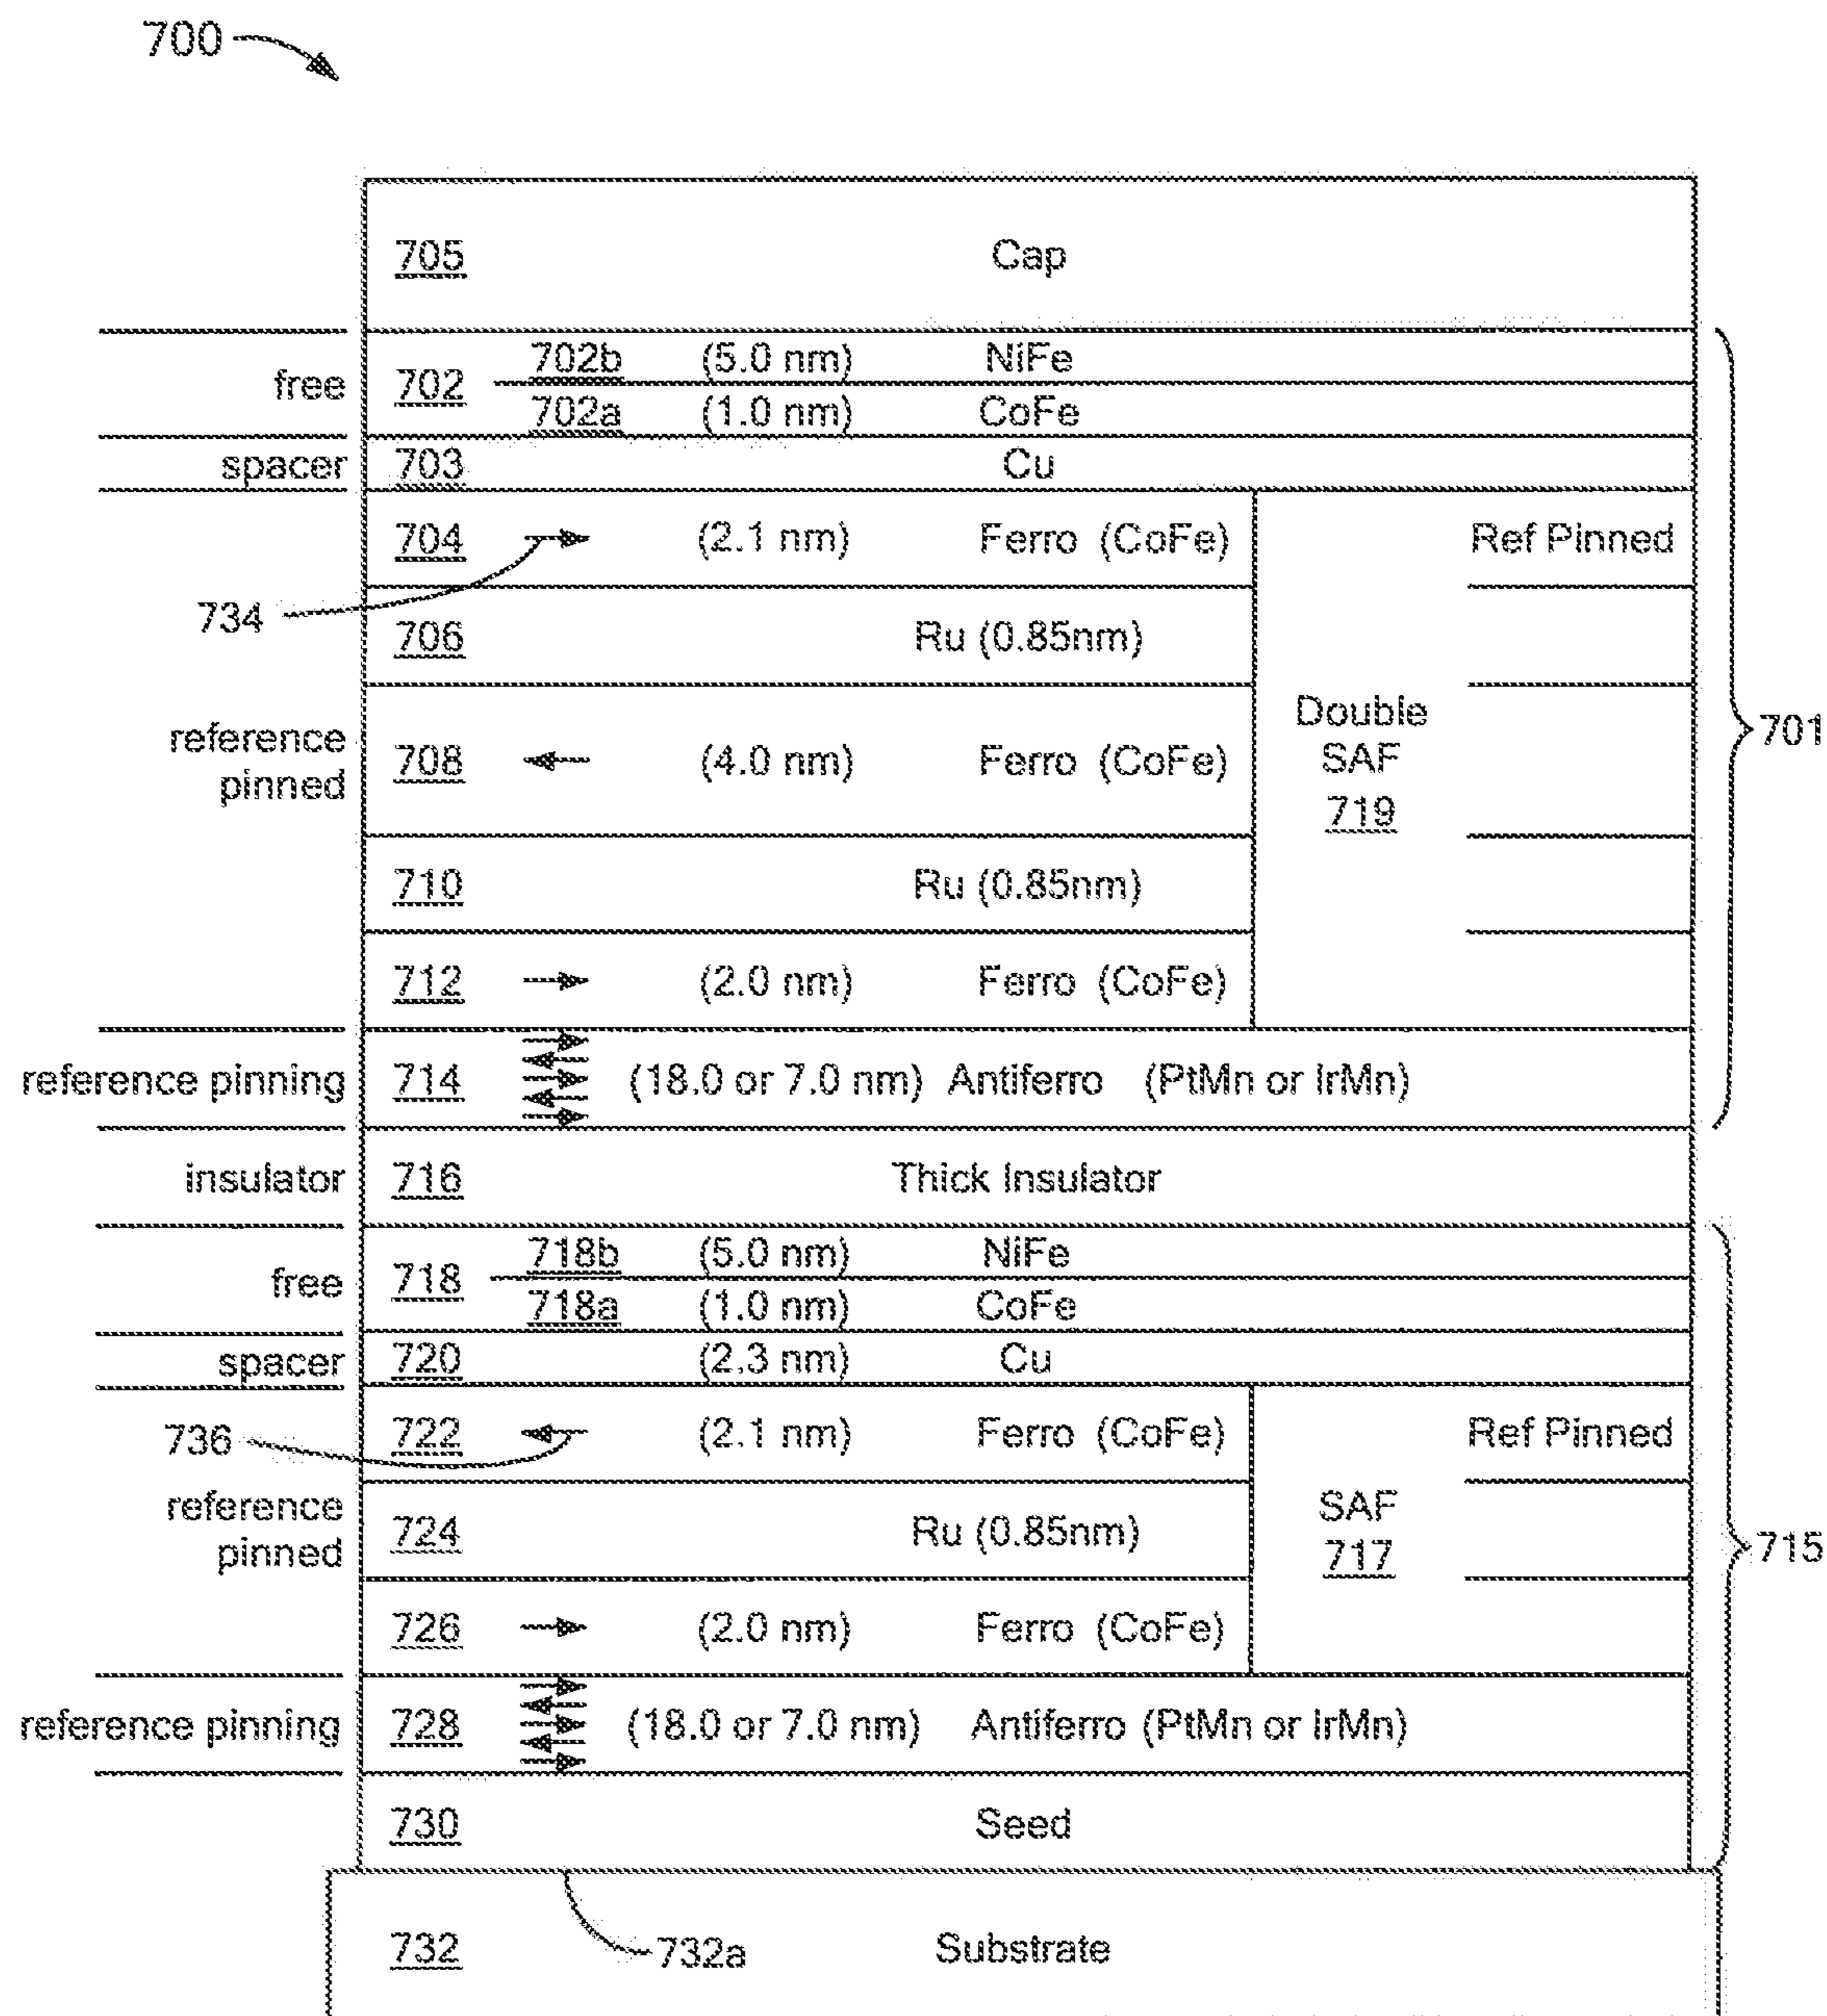 700
705 Cap
free 702 702b (5.0 nm) NiFe
702a (1.0 nm) CoFe
spacer 703 Cu
704 (2.1 nm) Ferro (CoFe) Ref Pinned
734
706 Ru (0.85nm)
reference
pinned
708 (4.0 nm) Ferro (CoFe)
Double
SAF
719
701
710 Ru (0.85nm)
712 (2.0 nm) Ferro (CoFe)
reference pinning 714 (18.0 or 7.0 nm) Antiferro (PtMn or IrMn)
insulator 716 Thick Insulator
free 718 718b (5.0 nm) NiFe
718a (1.0 nm) CoFe
spacer 720 (2.3 nm) Cu
736 722 (2.1 nm) Ferro (CoFe) Ref Pinned
reference
pinned
724 Ru (0.85nm)
SAF
717
715
726 (2.0 nm) Ferro (CoFe)
reference pinning 728 (18.0 or 7.0 nm) Antiferro (PtMn or IrMn)
730 Seed
732 732a Substrate